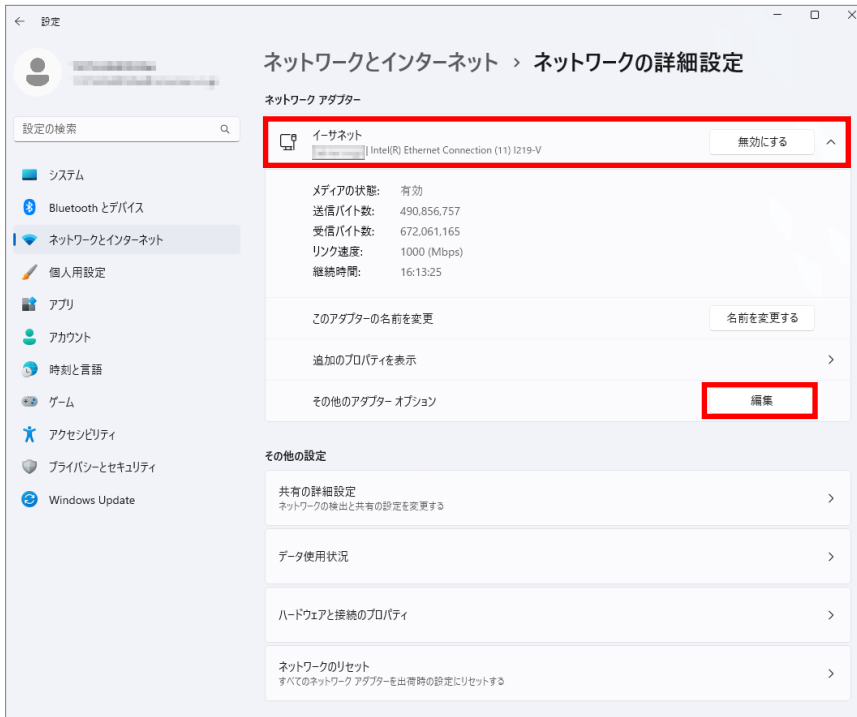 設定
ネットワークとインターネット › ネットワークの詳細設定
設定の検索
システム
Bluetooth とデバイス
ネットワークとインターネット
個人用設定
アプリ
アカウント
時刻と言語
ゲーム
アクセシビリティ
プライバシーとセキュリティ
Windows Update
ネットワーク アダプター
イーサネット
| Intel(R) Ethernet Connection (11) I219-V
無効にする
メディアの状態: 有効
送信バイト数: 490,856,757
受信バイト数: 672,061,165
リンク速度: 1000 (Mbps)
継続時間: 16:13:25
このアダプターの名前を変更
名前を変更する
追加のプロパティを表示
その他のアダプター オプション
編集
その他の設定
共有の詳細設定
ネットワークの検出と共有の設定を変更する
データ使用状況
ハードウェアと接続のプロパティ
ネットワークのリセット
すべてのネットワーク アダプターを出荷時の設定にリセットする